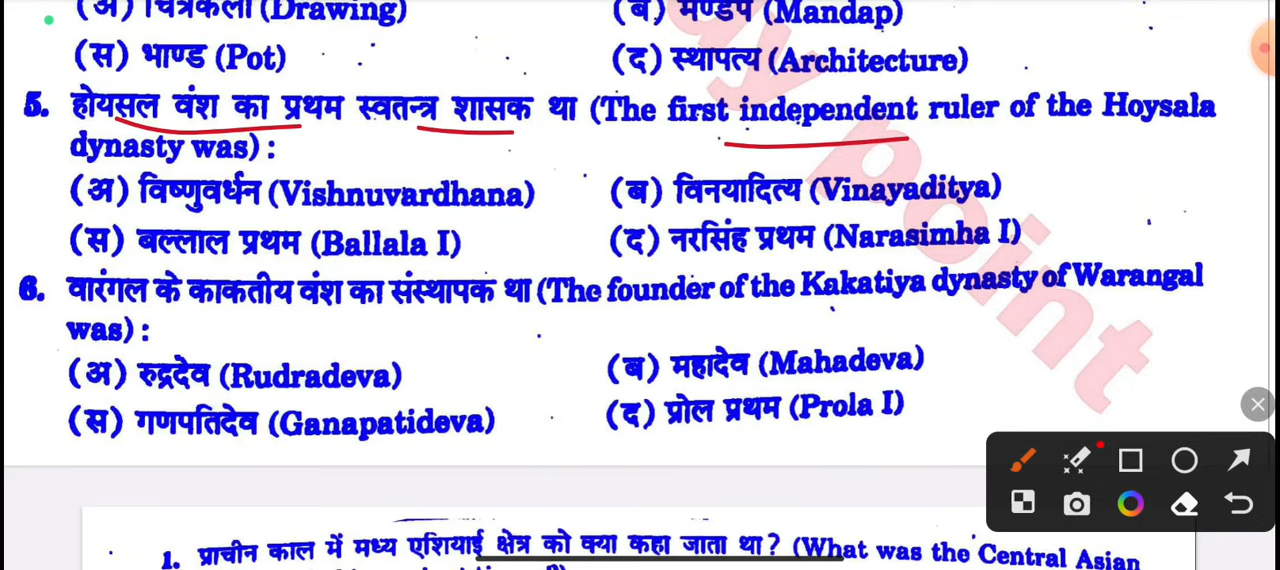 (अ) चित्रकला (Drawing) (ब) मण्डप (Mandap)
(स) भाण्ड (Pot) (द) स्थापत्य (Architecture)
5. होयसल वंश का प्रथम स्वतन्त्र शासक था (The first independent ruler of the Hoysala
dynasty was) :
(अ) विष्णुवर्धन (Vishnuvardhana) (ब) विनयादित्य (Vinayaditya)
(स) बल्लाल प्रथम (Ballala I) (द) नरसिंह प्रथम (Narasimha I)
6. वारंगल के काकतीय वंश का संस्थापक था (The founder of the Kakatiya dynasty of Warangal
was) :
(अ) रुद्रदेव (Rudradeva) (ब) महादेव (Mahadeva)
(स) गणपतिदेव (Ganapatideva) (द) प्रोल प्रथम (Prola I)
1. प्राचीन काल में मध्य एशियाई क्षेत्र को क्या कहा जाता था? (What was the Central Asian
point